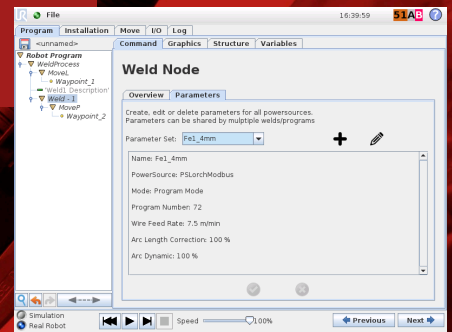 File
16:39:59
51AB
?
Program
Installation
Move
I/O
Log
<unnamed>
Command
Graphics
Structure
Variables
Robot Program
WeldProcess
MoveL
Waypoint_1
'Weld1 Description'
Weld - 1
MoveP
Waypoint_2
Weld Node
Overview
Parameters
Create, edit or delete parameters for all powersources.
Parameters can be shared by mulptiple welds/programs
Parameter Set:
Fe1_4mm
Name: Fe1_4mm
PowerSource: PSLorchModbus
Mode: Program Mode
Program Number: 72
Wire Feed Rate: 7.5 m/min
Arc Length Correction: 100 %
Arc Dynamic: 100 %
Simulation
Real Robot
Speed
100%
Previous
Next